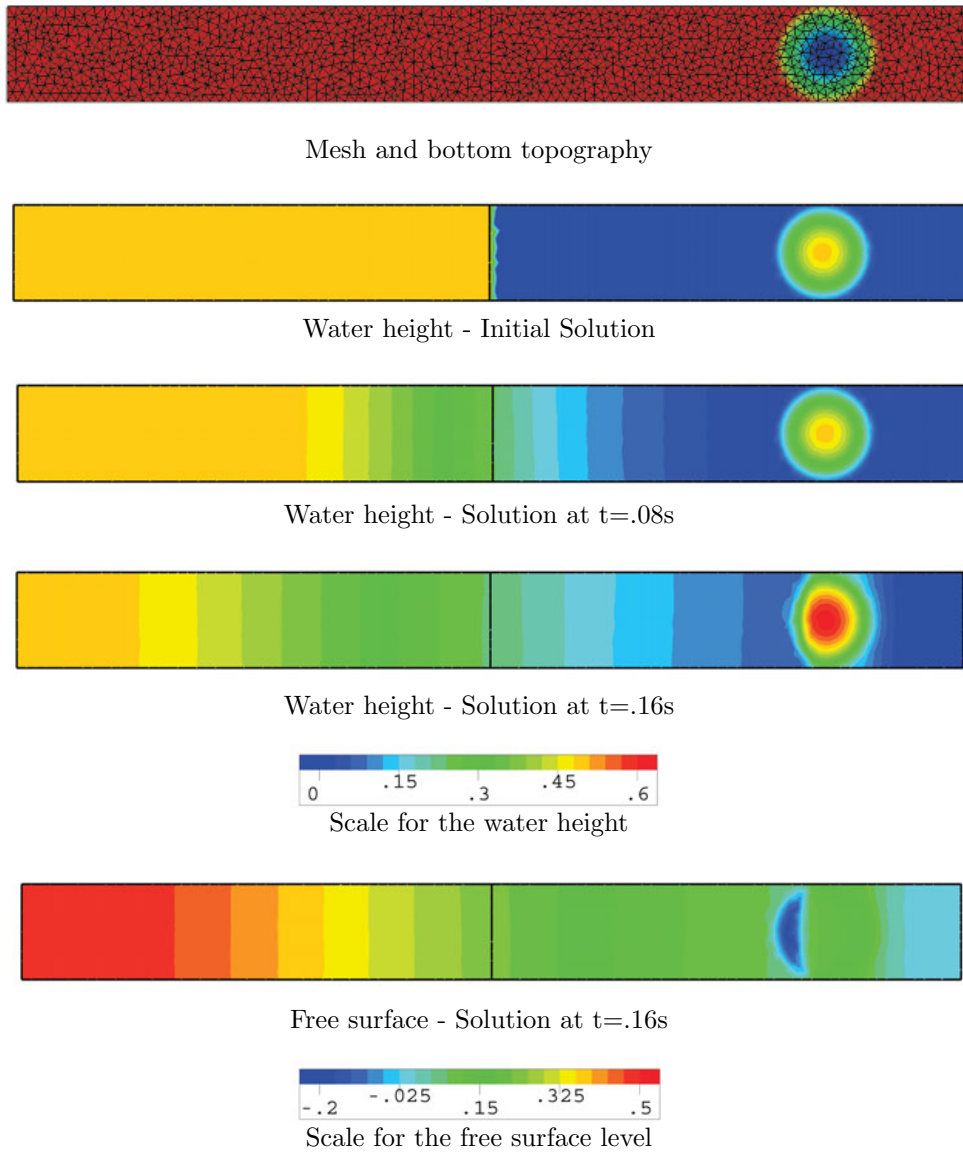 Mesh and bottom topography
Water height - Initial Solution
Water height - Solution at t=.08s
Water height - Solution at t=.16s
0 .15 .3 .45 .6
Scale for the water height
Free surface - Solution at t=.16s
-.2 -.025 .15 .325 .5
Scale for the free surface level